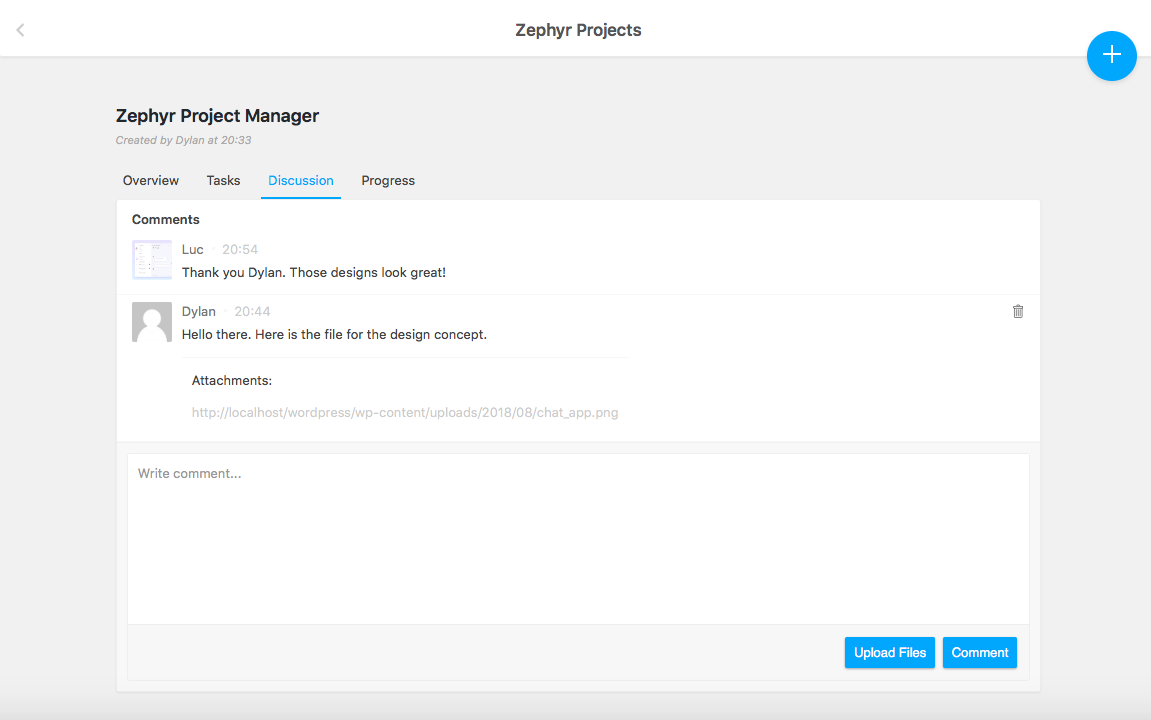 Zephyr Projects
Zephyr Project Manager
Created by Dylan at 20:33
Overview Tasks Discussion Progress
Comments
Luc · 20:54
Thank you Dylan. Those designs look great!
Dylan · 20:44
Hello there. Here is the file for the design concept.
Attachments:
http://localhost/wordpress/wp-content/uploads/2018/08/chat_app.png
Write comment...
Upload Files Comment